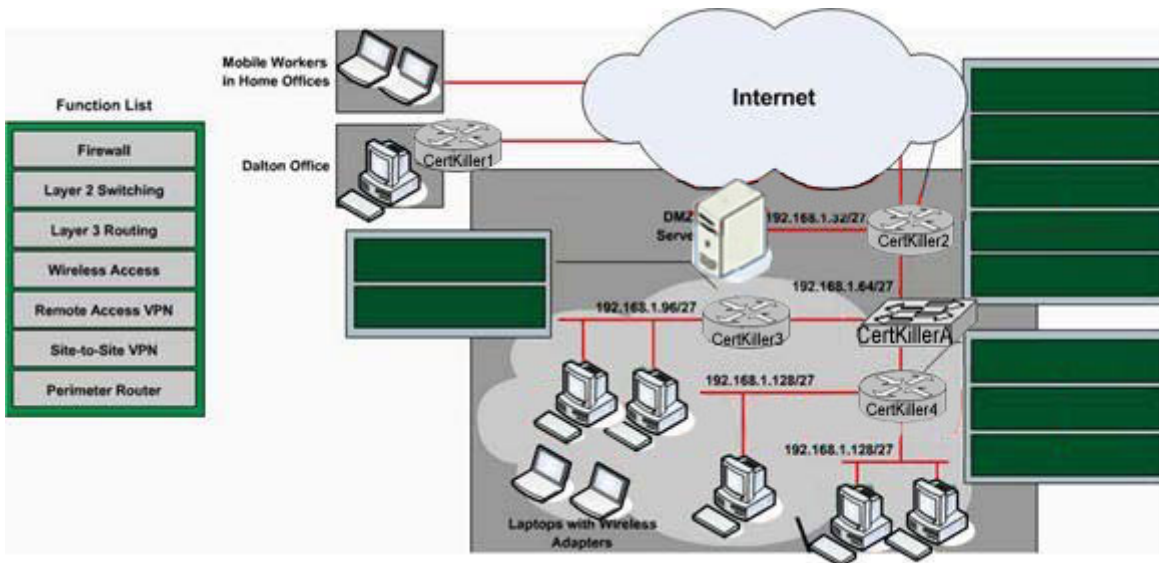 Function List
Firewall
Layer 2 Switching
Layer 3 Routing
Wireless Access
Remote Access VPN
Site-to-Site VPN
Perimeter Router
Mobile Workers
in Home Offices
Internet
Dalton Office
CertKiller1
DMZ
Serve
192.168.1.32/27
CertKiller2
192.168.1.64/27
192.168.1.96/27
CertKiller3
CertKillerA
192.168.1.128/27
CertKiller4
192.168.1.128/27
Laptops with Wireless
Adapters